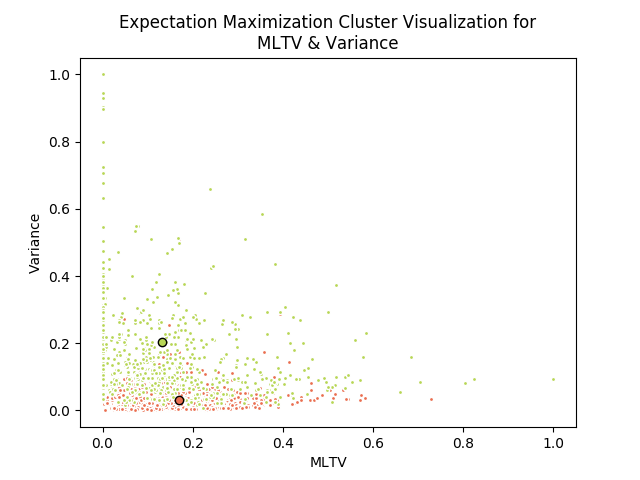 Expectation Maximization Cluster Visualization for
MLTV & Variance
1.0
0.8
0.6
0.4
0.2
0.0
Variance
0.0 0.2 0.4 0.6 0.8 1.0
MLTV